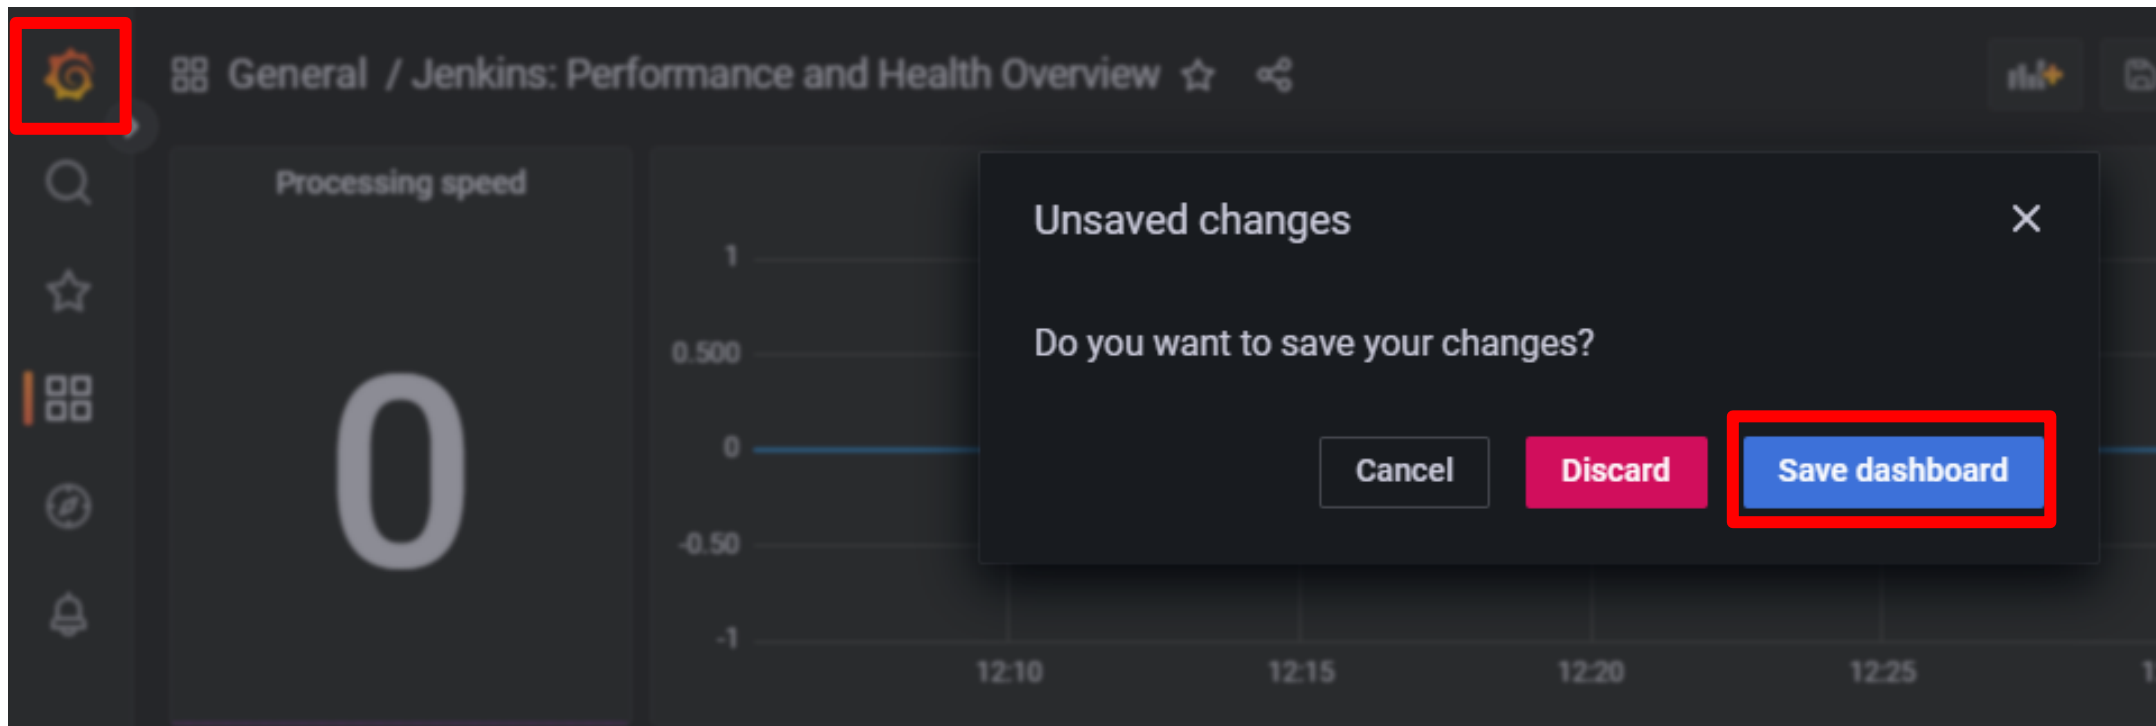 General / Jenkins: Performance and Health Overview
Processing speed
0
1
0.500
0
-0.50
-1
12:10
12:15
12:20
12:25
Unsaved changes
Do you want to save your changes?
Cancel
Discard
Save dashboard